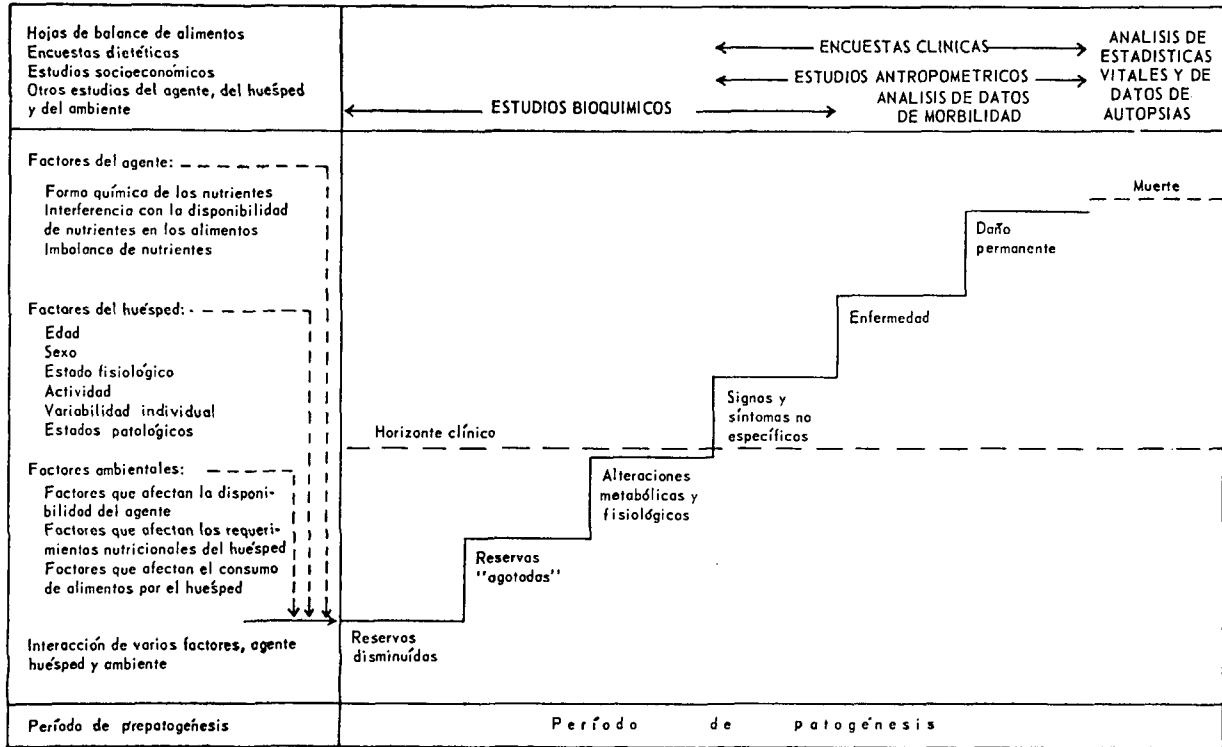 Hojas de balance de alimentos
Encuestas dietéticas
Estudios socioeconómicos
Otros estudios del agente, del huésped
y del ambiente
ESTUDIOS BIOQUIMICOS
ENCUESTAS CLINICAS
ESTUDIOS ANTROPOMETRICOS
ANALISIS DE DATOS
DE MORBILIDAD
ANALISIS DE
ESTADISTICAS
VITALES Y DE
DATOS DE
AUTOPSIAS
Factores del agente:
Forma química de los nutrientes
Interferencia con la disponibilidad
de nutrientes en los alimentos
Imbalance de nutrientes
Factores del huésped:
Edad
Sexo
Estado fisiológico
Actividad
Variabilidad individual
Estados patológicos
Factores ambientales:
Factores que afectan la disponi-
bilidad del agente
Factores que afectan los requeri-
mientos nutricionales del huésped
Factores que afectan el consumo
de alimentos por el huésped
Interacción de varios factores, agente
huésped y ambiente
Muerte
Daño
permanente
Enfermedad
Signos y
síntomas no
específicos
Horizonte clínico
Alteraciones
metabólicas y
fisiológicos
Reservas
"agotadas"
Reservas
disminuídas
Período de prepatogénesis
Período de patogénesis